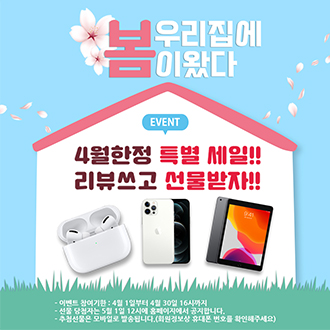 봄 우리집에
이왔다
EVENT
4월한정 특별 세일!!
리뷰쓰고 선물받자!!
- 이벤트 참여기한 : 4월 1일부터 4월 30일 16시까지
- 선물 당첨자는 5월 1일 12시에 홈페이지에서 공지합니다.
- 추첨선물은 모바일로 발송됩니다.(회원정보상 휴대폰 번호를 확인해주세요)